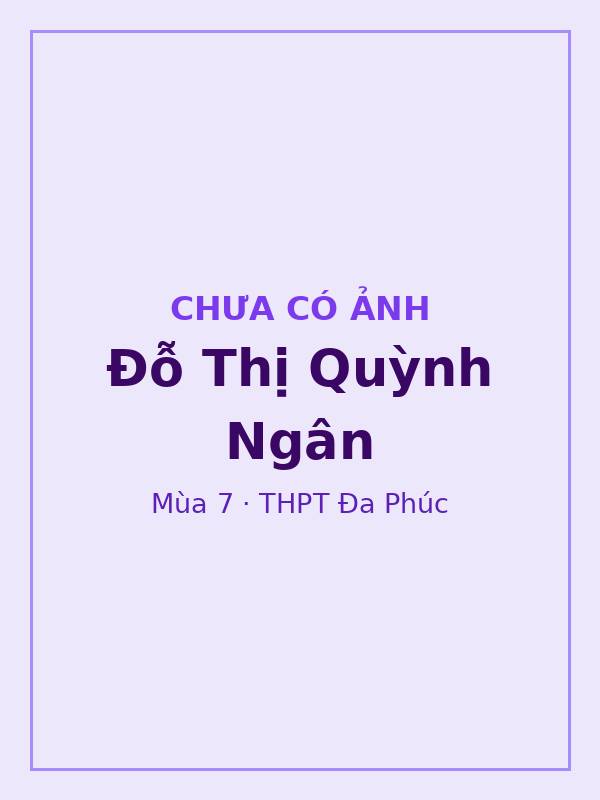 CHƯA CÓ ẢNH
Đỗ Thị Quỳnh
Ngân
Mùa 7 · THPT Đa Phúc